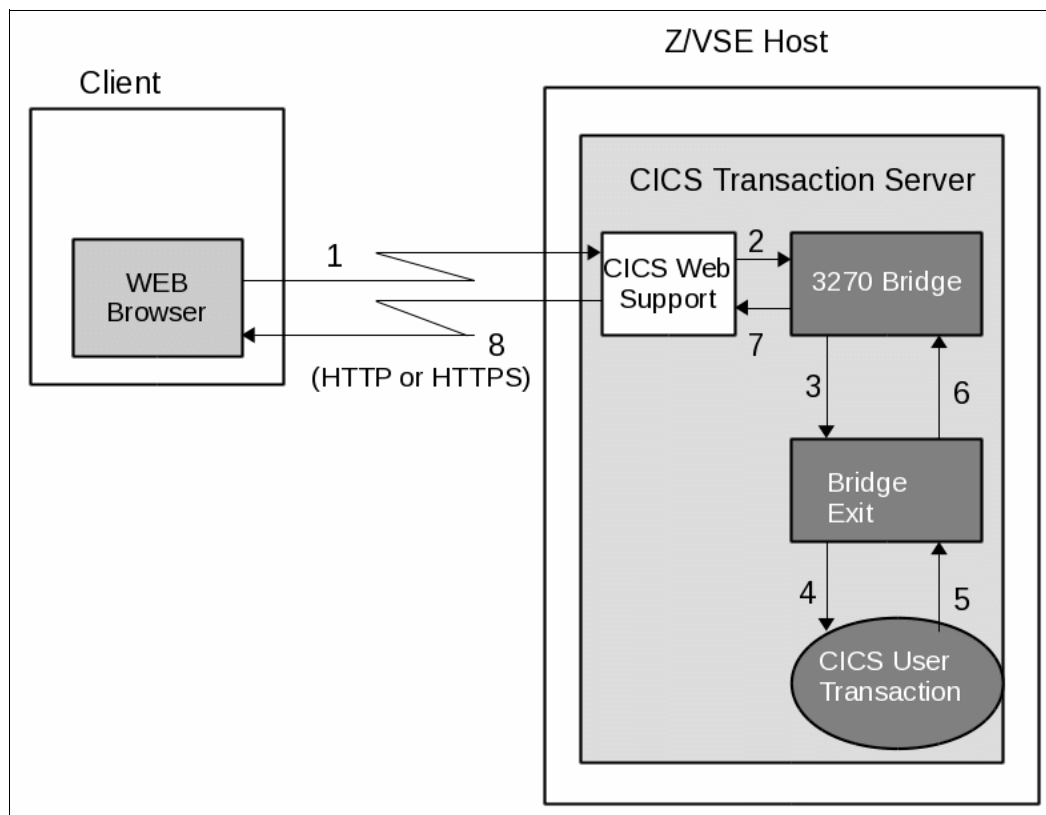 Z/VSE Host
Client
CICS Transaction Server
WEB
Browser
1
CICS Web
Support
2
3270 Bridge
7
8
(HTTP or HTTPS)
3
6
Bridge
Exit
4
5
CICS User
Transaction